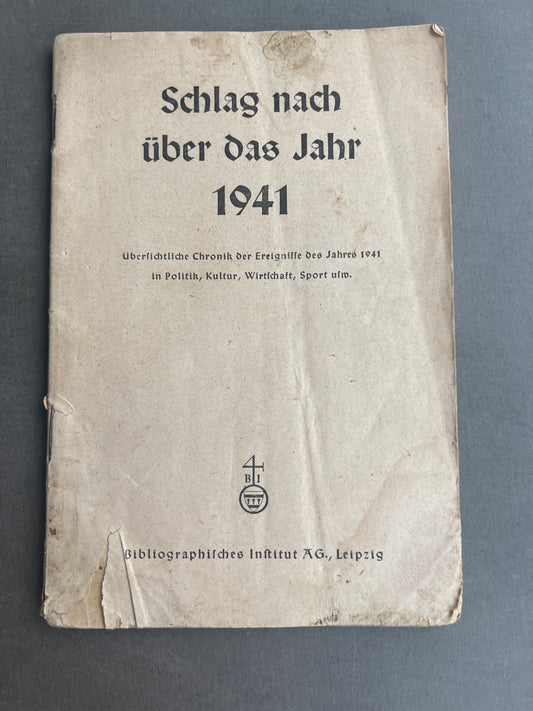 Schlag nach
über das Jahr
1941
Überſichtliche Chronik der Ereigniſſe des Jahres 1941
in Politik, Kultur, Wirtſchaft, Sport uſw.
4
B I
Bibliographiſches Inſtitut AG., Leipzig